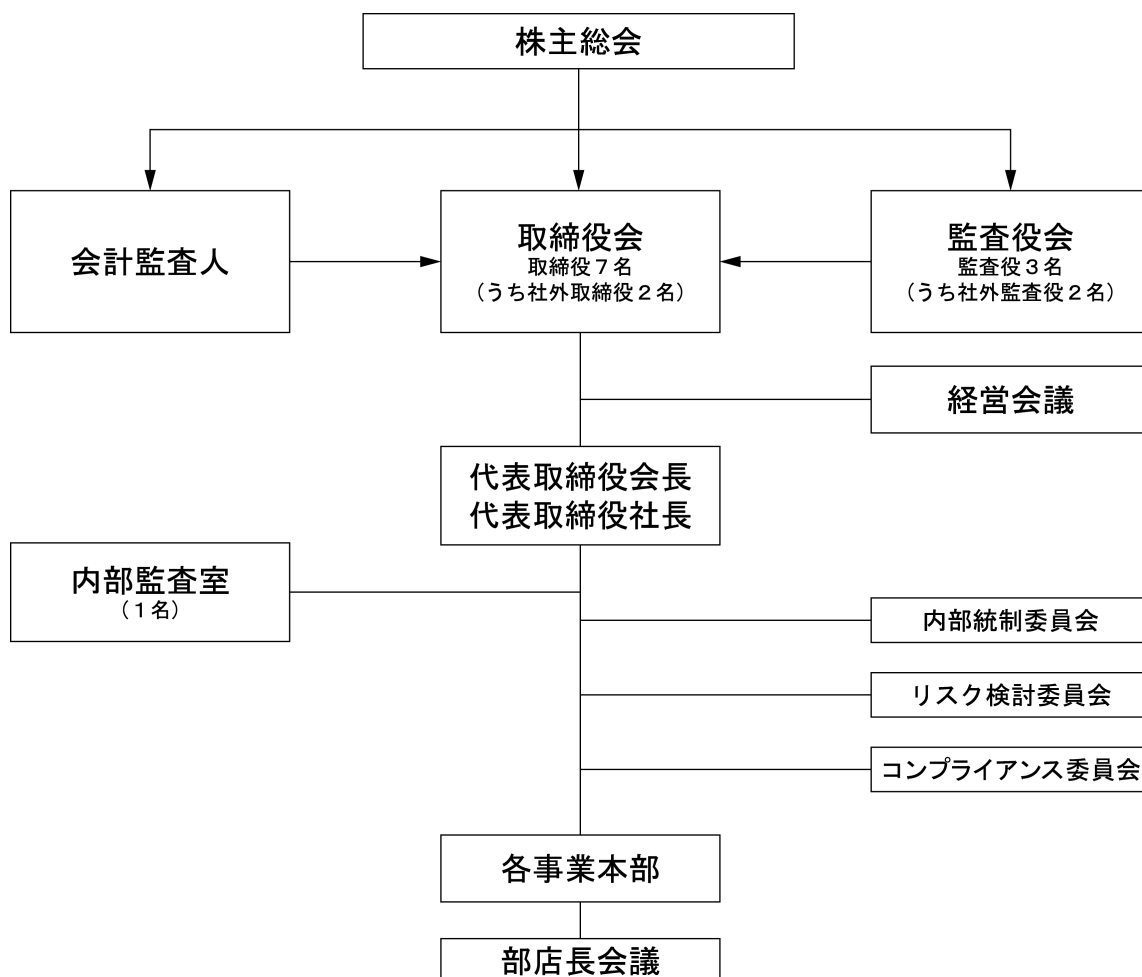 株主総会
会計監査人
取締役会
取締役７名
（うち社外取締役２名）
監査役会
監査役３名
（うち社外監査役２名）
経営会議
代表取締役会長
代表取締役社長
内部監査室
（１名）
内部統制委員会
リスク検討委員会
コンプライアンス委員会
各事業本部
部店長会議